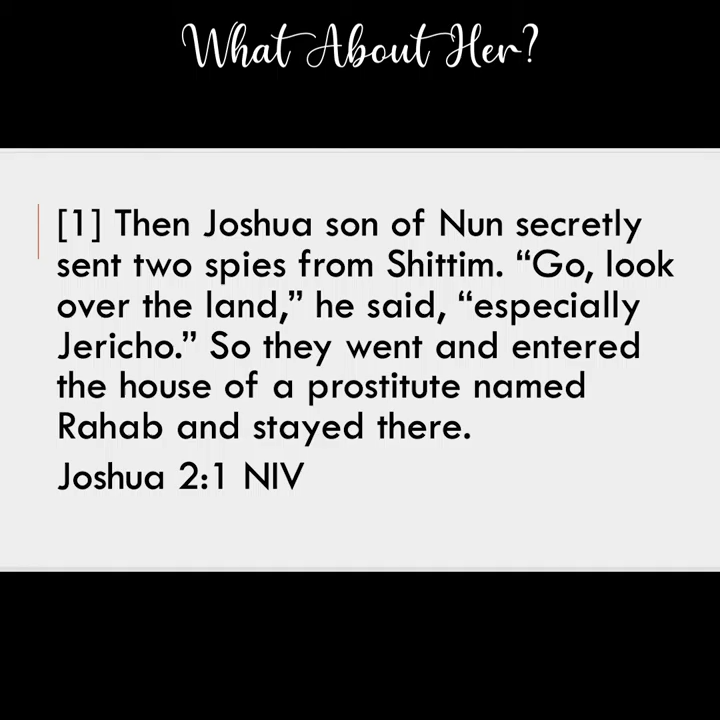 What About Her?
[1] Then Joshua son of Nun secretly
sent two spies from Shittim. “Go, look
over the land,” he said, “especially
Jericho.” So they went and entered
the house of a prostitute named
Rahab and stayed there.
Joshua 2:1 NIV